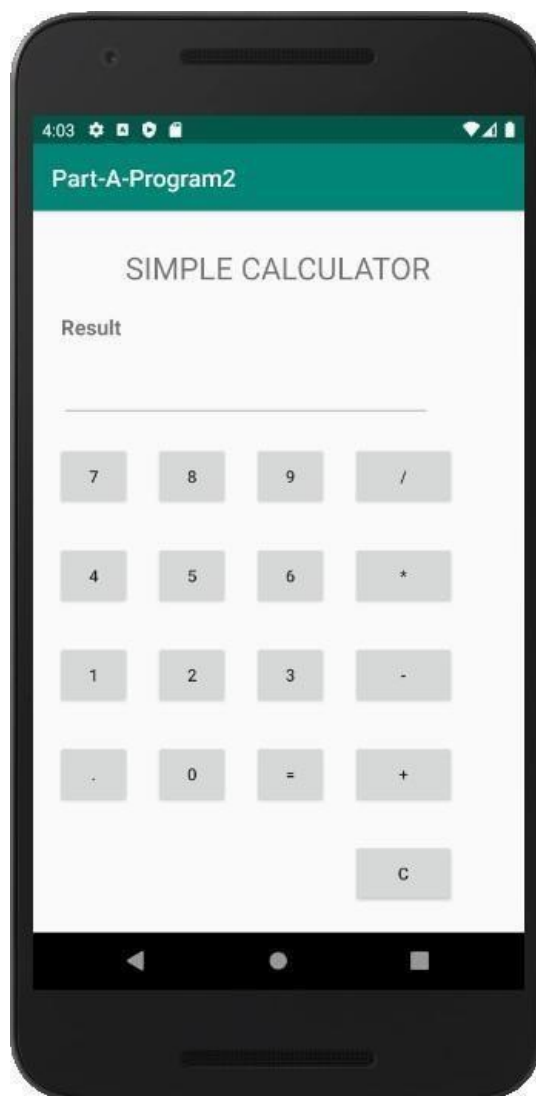 4:03
Part-A-Program2
SIMPLE CALCULATOR
Result
7 8 9 /
4 5 6 *
1 2 3 -
. 0 = +
C